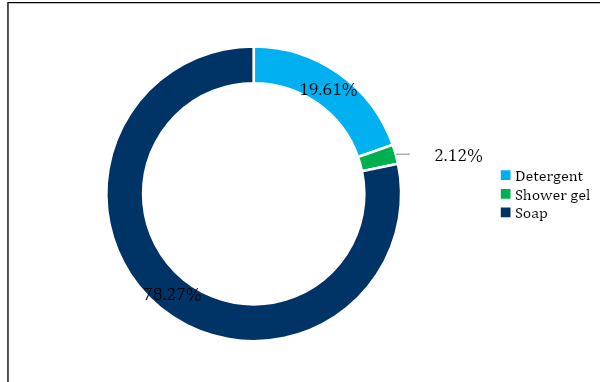 19.61%
2.12%
Detergent
Shower gel
Soap
78.27%